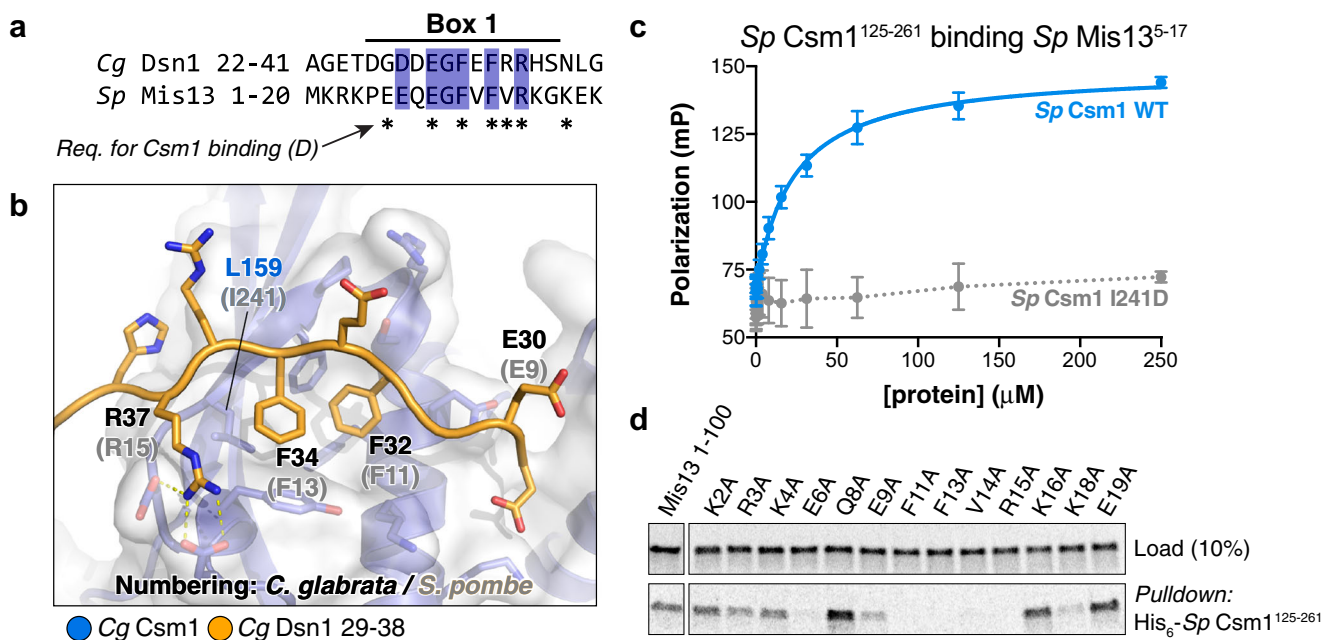 a
Box 1
Cg Dsn1 22-41 AGETDGDDEGFEFRRHSNLG
Sp Mis13 1-20 MKRKPEEQEGFVFVRKGKEK
* * * *** *
Req. for Csm1 binding (D)
b
L159
(I241)
E30
(E9)
R37
(R15)
F34
(F13)
F32
(F11)
Numbering: C. glabrata / S. pombe
Cg Csm1 Cg Dsn1 29-38
c
Sp Csm1125-261 binding Sp Mis135-17
Polarization (mP)
150
125
100
75
50
Sp Csm1 WT
Sp Csm1 I241D
0 50 100 150 200 250
[protein] (μM)
d
Mis13 1-100
K2A
R3A
K4A
E6A
Q8A
E9A
F11A
F13A
V14A
R15A
K16A
K18A
E19A
Load (10%)
Pulldown:
His6-Sp Csm1125-261